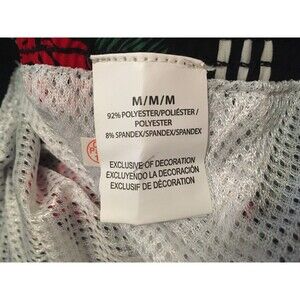 M/M/M
92% POLYESTER/POLIÉSTER/
POLYESTER
8% SPANDEX/SPANDEX/SPANDEX
EXCLUSIVE OF DECORATION
EXCLUYENDO LA DECORACIÓN
EXCLUSIF DE DÉCORATION